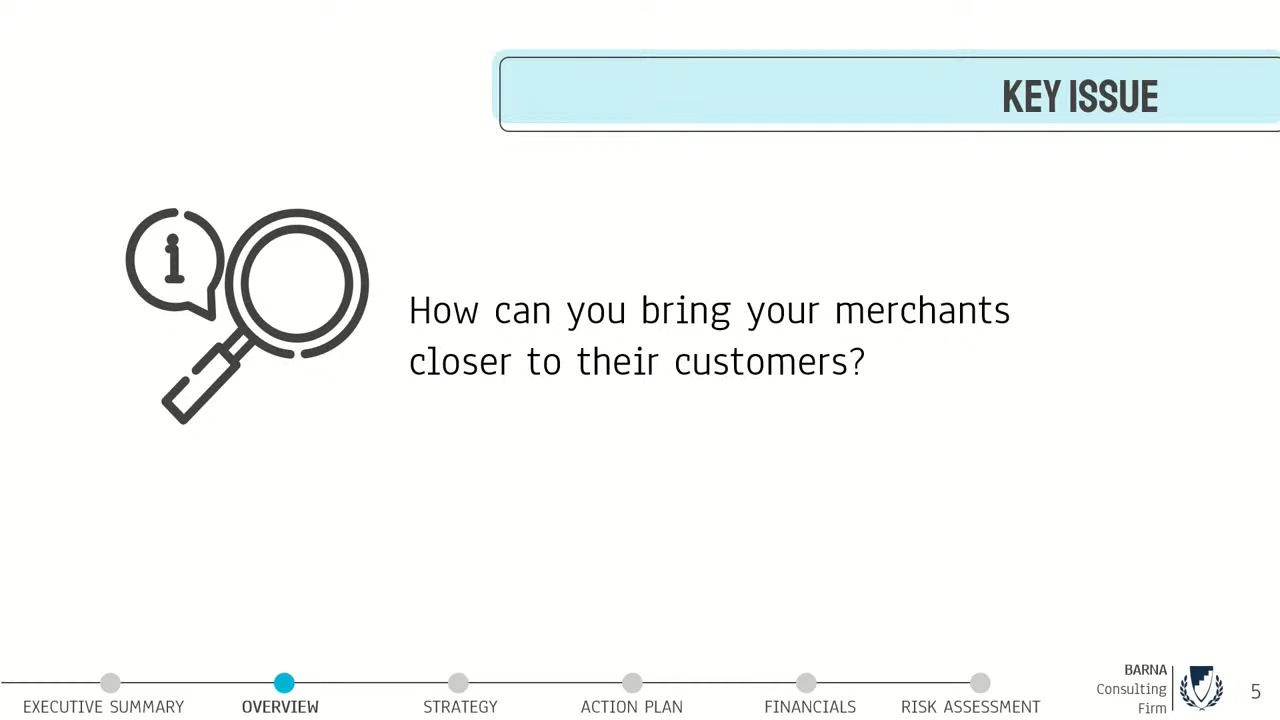 KEY ISSUE
i
How can you bring your merchants
closer to their customers?
EXECUTIVE SUMMARY
OVERVIEW
STRATEGY
ACTION PLAN
FINANCIALS
RISK ASSESSMENT
BARNA
Consulting
Firm
5